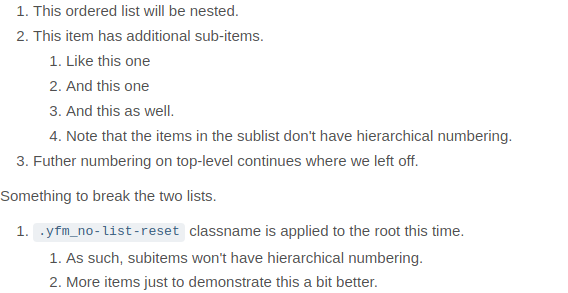 1. This ordered list will be nested.
2. This item has additional sub-items.
1. Like this one
2. And this one
3. And this as well.
4. Note that the items in the sublist don't have hierarchical numbering.
3. Futher numbering on top-level continues where we left off.
Something to break the two lists.
1. .yfm_no-list-reset classname is applied to the root this time.
1. As such, subitems won't have hierarchical numbering.
2. More items just to demonstrate this a bit better.